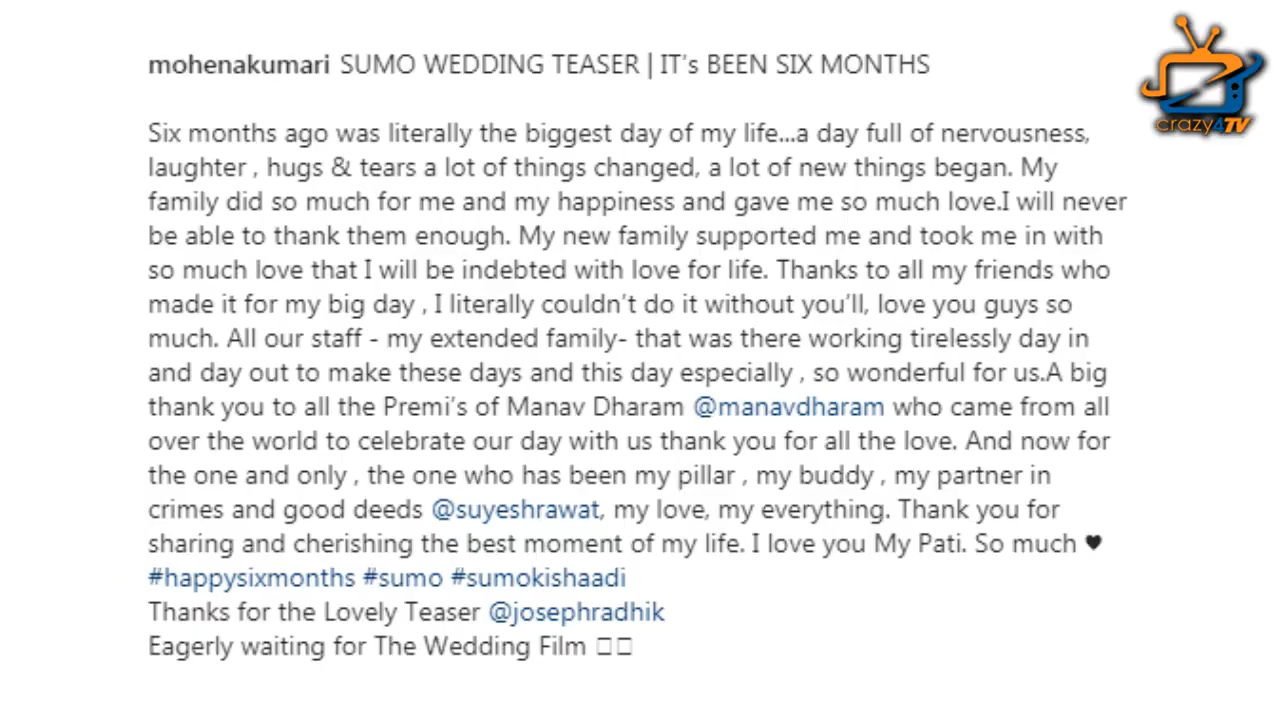 mohenakumari SUMO WEDDING TEASER | IT's BEEN SIX MONTHS
Six months ago was literally the biggest day of my life...a day full of nervousness,
laughter , hugs & tears a lot of things changed, a lot of new things began. My
family did so much for me and my happiness and gave me so much love.I will never
be able to thank them enough. My new family supported me and took me in with
so much love that I will be indebted with love for life. Thanks to all my friends who
made it for my big day , I literally couldn't do it without you'll, love you guys so
much. All our staff - my extended family- that was there working tirelessly day in
and day out to make these days and this day especially , so wonderful for us.A big
thank you to all the Premi's of Manav Dharam @manavdharam who came from all
over the world to celebrate our day with us thank you for all the love. And now for
the one and only , the one who has been my pillar , my buddy , my partner in
crimes and good deeds @suyeshrawat, my love, my everything. Thank you for
sharing and cherishing the best moment of my life. I love you My Pati. So much ♥
#happysixmonths #sumo #sumokishaadi
Thanks for the Lovely Teaser @josephradhik
Eagerly waiting for The Wedding Film
crazy4TV